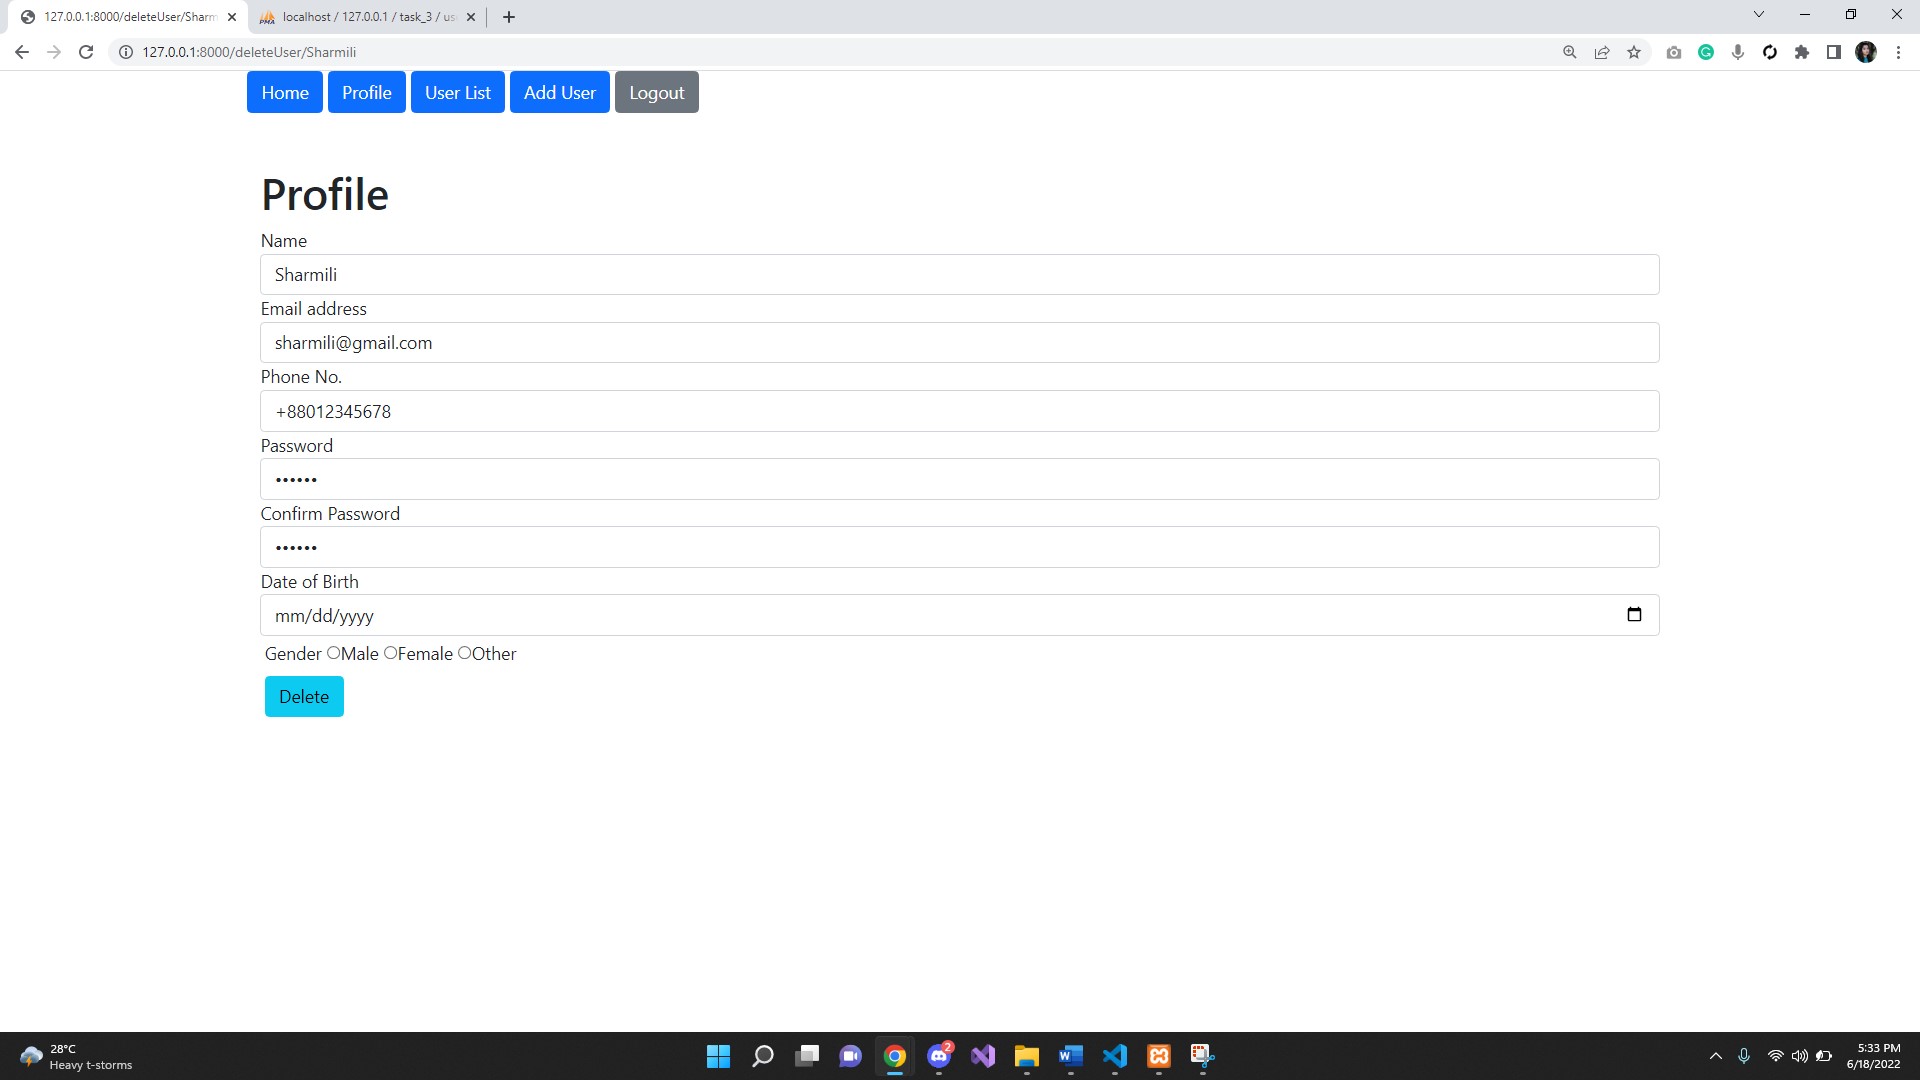 127.0.0.1:8000/deleteUser/Sharm
localhost / 127.0.0.1 / task_3 / us
127.0.0.1:8000/deleteUser/Sharmili
Home Profile User List Add User Logout
Profile
Name
Sharmili
Email address
sharmili@gmail.com
Phone No.
+88012345678
Password
••••••
Confirm Password
••••••
Date of Birth
mm/dd/yyyy
Gender Male Female Other
Delete
28°C
Heavy t-storms
2
5:33 PM
6/18/2022